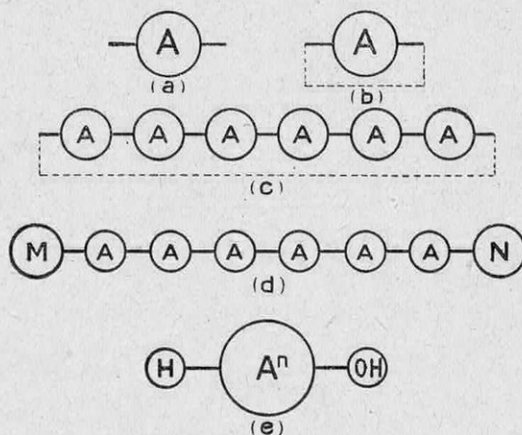 A A
(a) (b)
A A A A A A
(c)
M A A A A A A N
(d)
H Aⁿ OH
(e)